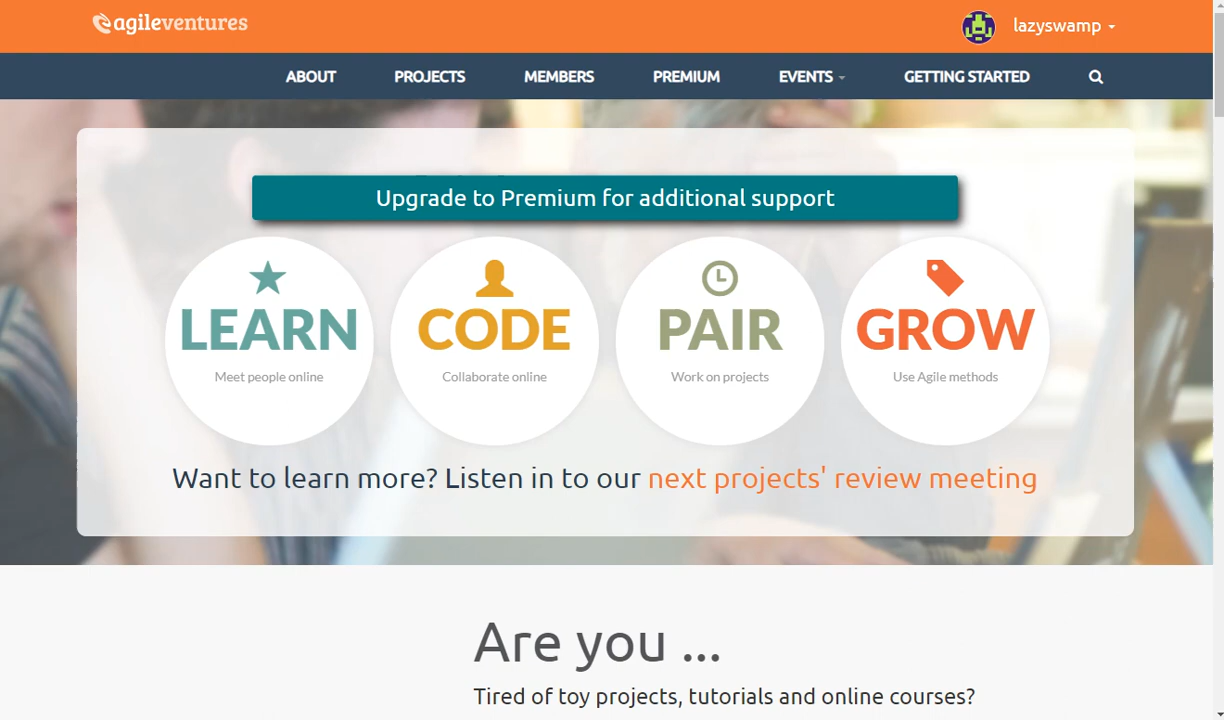 agileventures
lazyswamp
ABOUT PROJECTS MEMBERS PREMIUM EVENTS GETTING STARTED
Upgrade to Premium for additional support
LEARN CODE PAIR GROW
Meet people online Collaborate online Work on projects Use Agile methods
Want to learn more? Listen in to our next projects' review meeting
Are you ...
Tired of toy projects, tutorials and online courses?